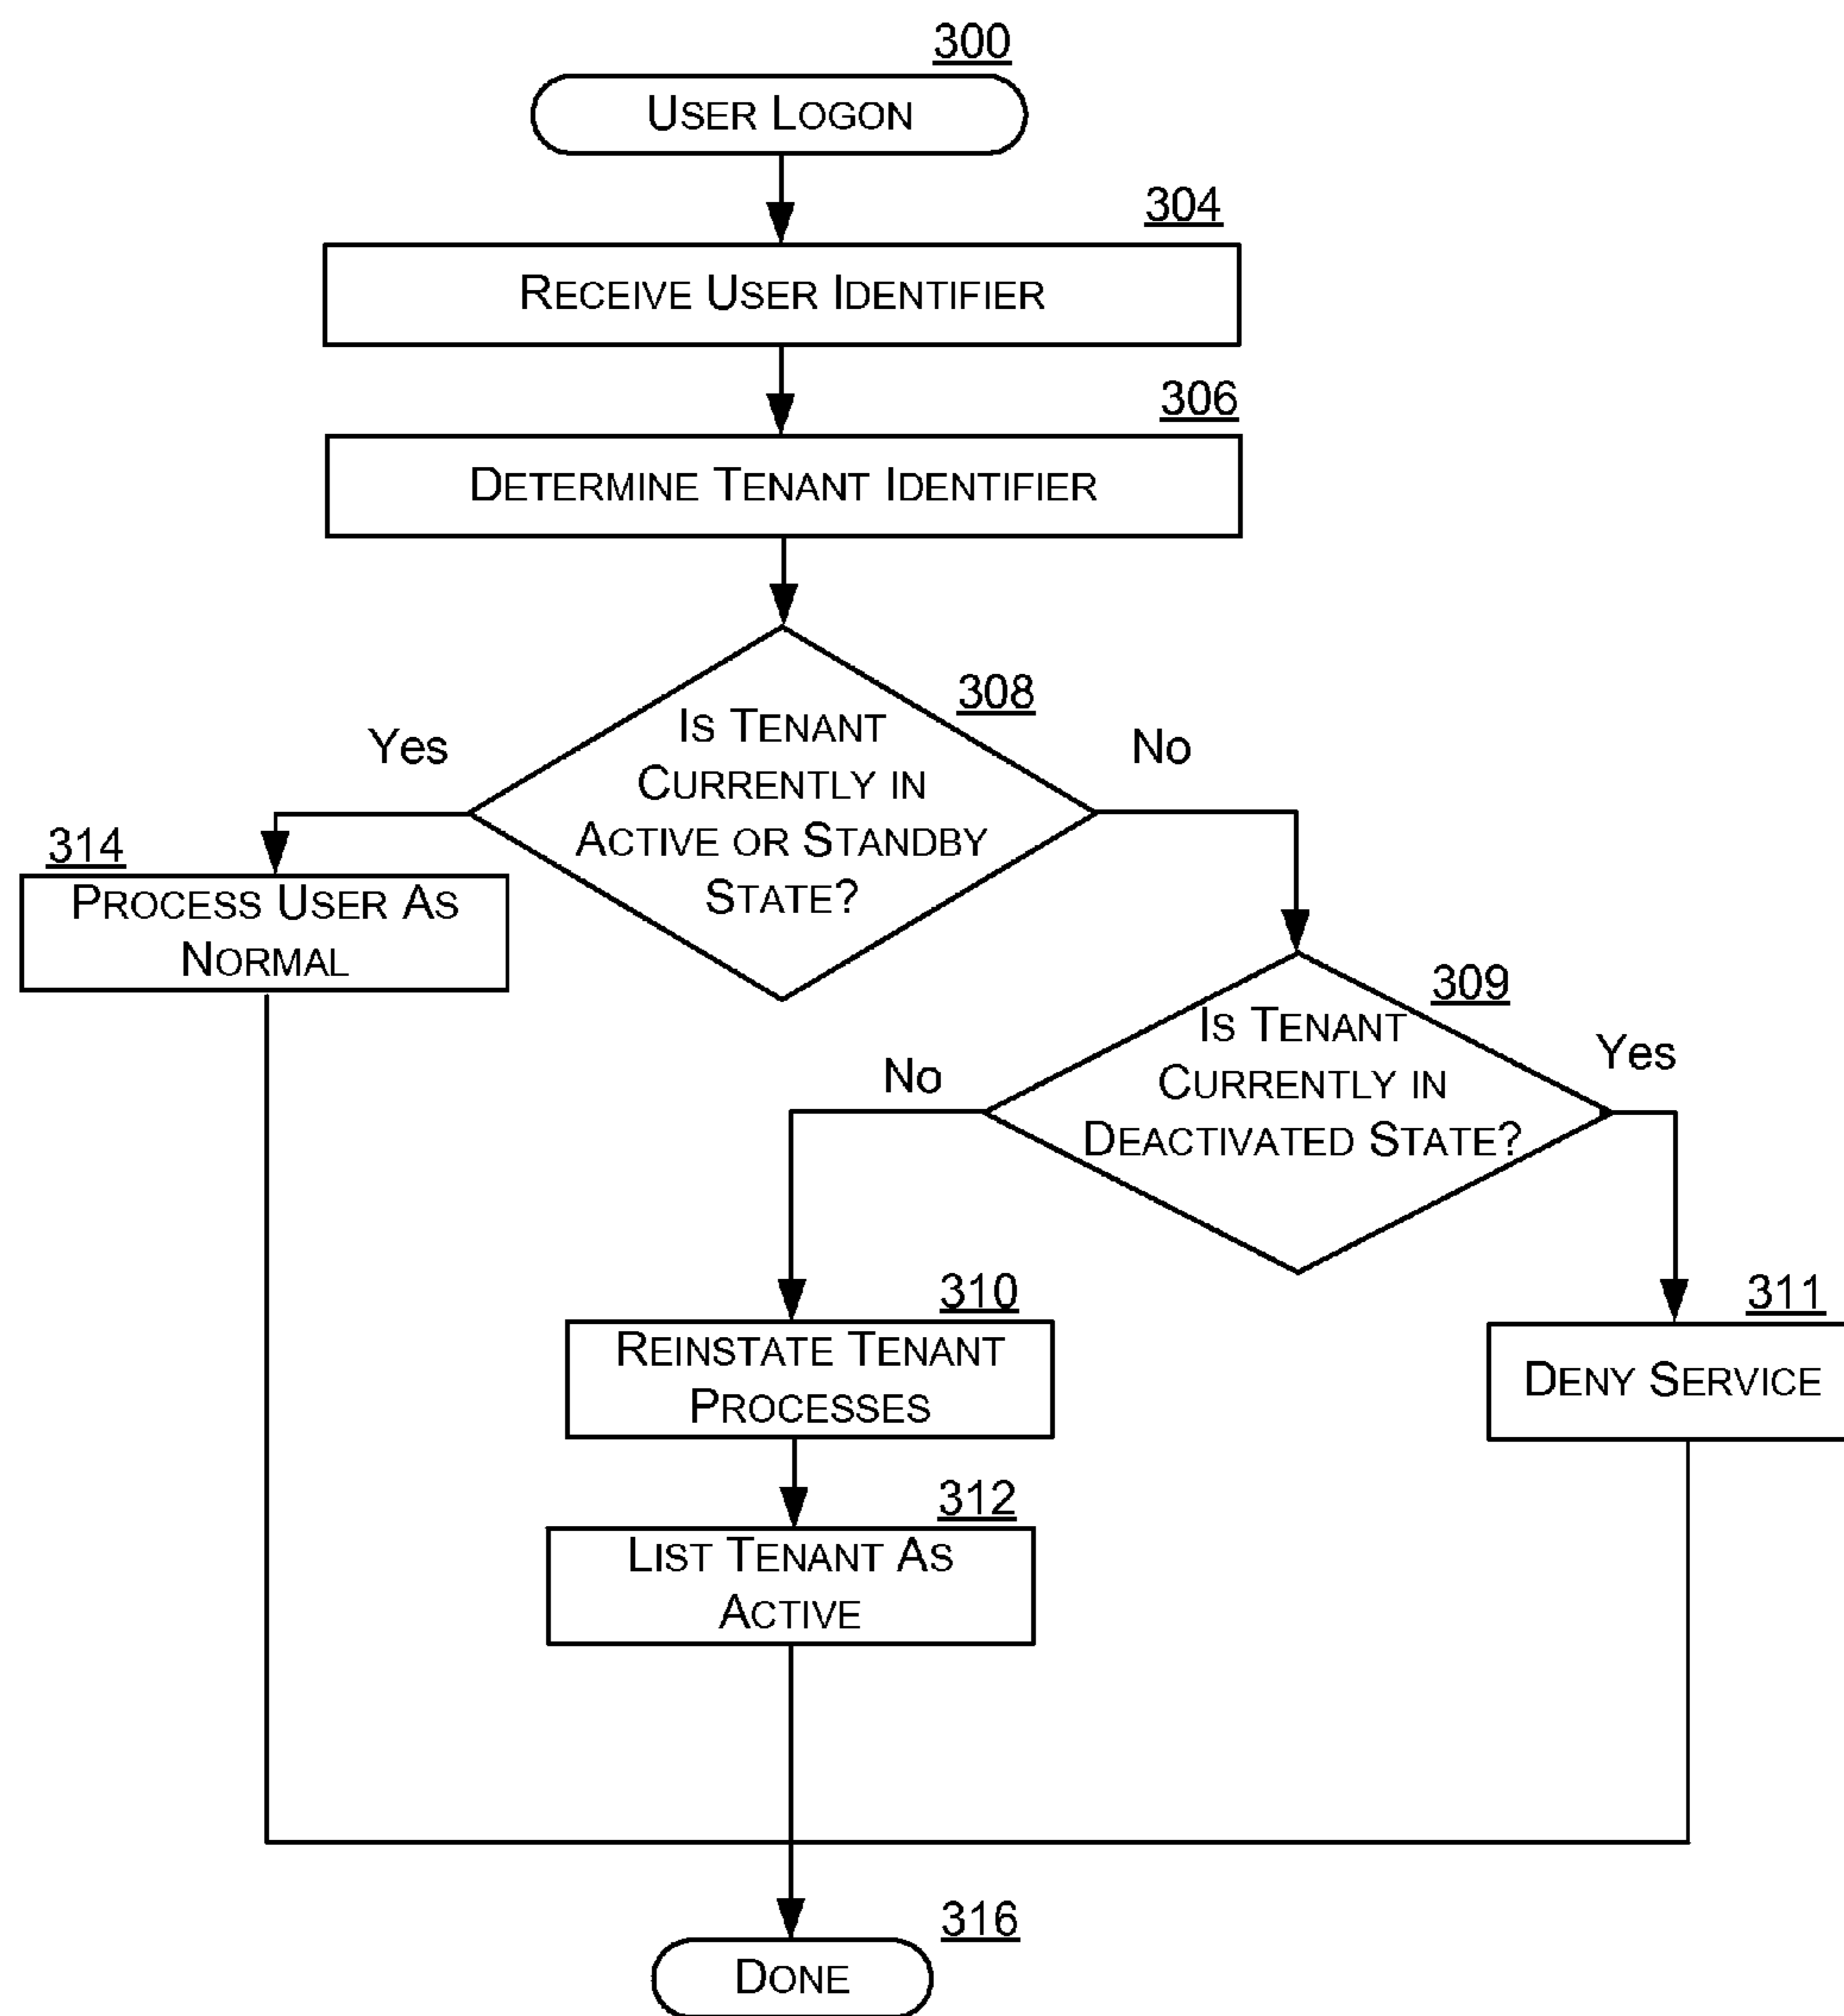 300
USER LOGON
304
RECEIVE USER IDENTIFIER
306
DETERMINE TENANT IDENTIFIER
308
IS TENANT
CURRENTLY IN
ACTIVE OR STANDBY
STATE?
Yes
No
314
PROCESS USER AS
NORMAL
309
IS TENANT
CURRENTLY IN
DEACTIVATED STATE?
No
Yes
310
REINSTATE TENANT
PROCESSES
311
DENY SERVICE
312
LIST TENANT AS
ACTIVE
316
DONE